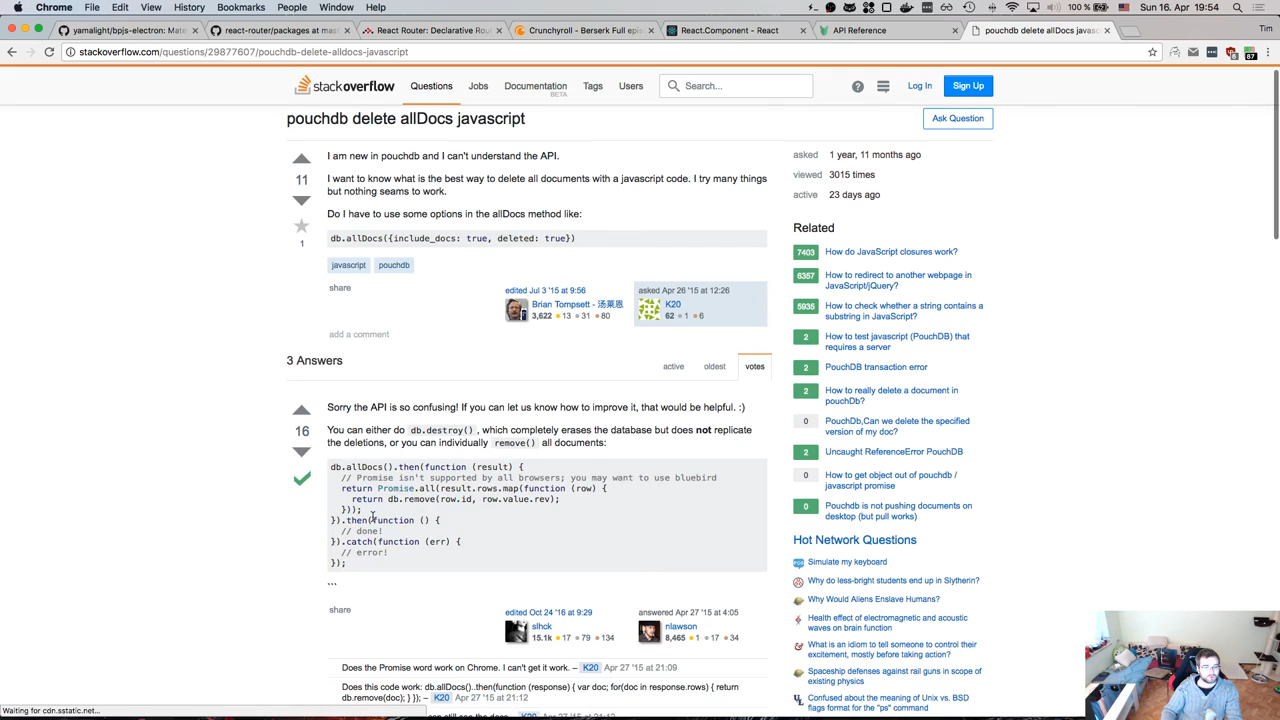 Chrome File Edit View History Bookmarks People Window Help
100% Sun 16. Apr 14:54
yamalight/bpjs-electron: Mate
react-router/packages at mast
React Router: Declarative Rou
Crunchyroll - Berserk Full epis
React.Component - React
API Reference
pouchdb delete allDocs javasc
Tim
stackoverflow.com/questions/29877607/pouchdb-delete-alldocs-javascript
stackoverflow
Questions
Jobs
Documentation
BETA
Tags
Users
Search...
Log In
Sign Up
pouchdb delete allDocs javascript
Ask Question
I am new in pouchdb and I can't understand the API.
11
I want to know what is the best way to delete all documents with a javascript code. I try many things
but nothing seams to work.
Do I have to use some options in the allDocs method like:
1
db.allDocs({include_docs: true, deleted: true})
javascript
pouchdb
share
edited Jul 3 '15 at 9:56
Brian Tompsett - 汤莱恩
3,622 13 31 80
asked Apr 26 '15 at 12:26
K20
62 1 6
add a comment
3 Answers
active
oldest
votes
Sorry the API is so confusing! If you can let us know how to improve it, that would be helpful. :)
16
You can either do db.destroy(), which completely erases the database but does not replicate
the deletions, or you can individually remove() all documents:
db.allDocs().then(function (result) {
// Promise isn't supported by all browsers; you may want to use bluebird
return Promise.all(result.rows.map(function (row) {
return db.remove(row.id, row.value.rev);
}));
}).then(function () {
// done!
}).catch(function (err) {
// error!
});
```
share
edited Oct 24 '16 at 9:29
slhck
15.1k 17 79 134
answered Apr 27 '15 at 4:05
nlawson
8,465 1 17 34
Does the Promise word work on Chrome. I can't get it work. – K20 Apr 27 '15 at 21:09
Does this code work: db.allDocs()..then(function (response) { var doc; for(doc in response.rows) { return
db.remove(doc); } }); – K20 Apr 27 '15 at 21:12
asked 1 year, 11 months ago
viewed 3015 times
active 23 days ago
Related
7403 How do JavaScript closures work?
6357 How to redirect to another webpage in
JavaScript/jQuery?
5935 How to check whether a string contains a
substring in JavaScript?
2 How to test javascript (PouchDB) that
requires a server
2 PouchDB transaction error
2 How to really delete a document in
pouchDb?
0 PouchDb,Can we delete the specified
version of my doc?
2 Uncaught ReferenceError PouchDB
0 How to get object out of pouchdb /
javascript promise
0 Pouchdb is not pushing documents on
desktop (but pull works)
Hot Network Questions
Simulate my keyboard
Why do less-bright students end up in Slytherin?
Why Would Aliens Enslave Humans?
Health effect of electromagnetic and acoustic
waves on brain function
What is an idiom to tell someone to control their
excitement, mostly before taking action?
Spaceship defenses against rail guns in scope of
existing physics
Confused about the meaning of Unix vs. BSD
flags format for the "ps" command
Waiting for cdn.sstatic.net...